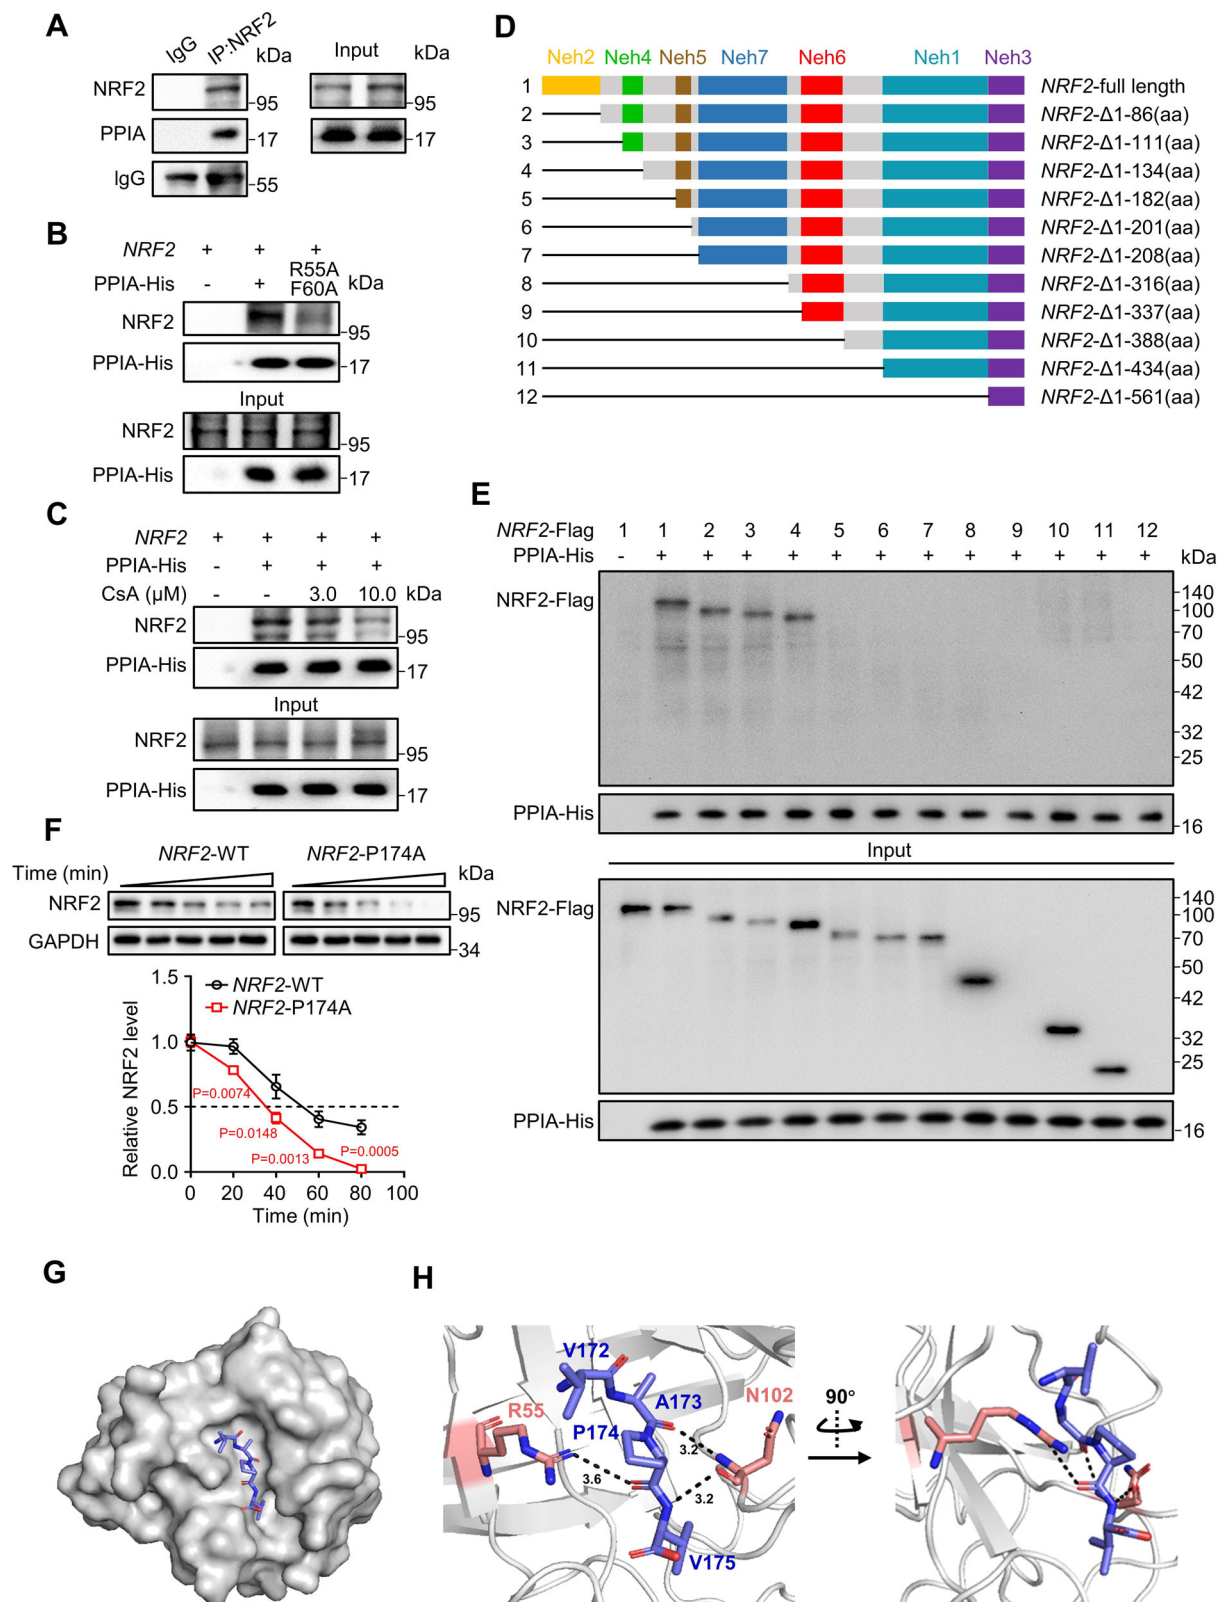 A
IgG
IP:NRF2
kDa
Input
kDa
NRF2
-95
-95
PPIA
-17
-17
IgG
-55
B
NRF2 + + +
PPIA-His - + R55A F60A kDa
NRF2
-95
PPIA-His
-17
Input
NRF2
-95
PPIA-His
-17
C
NRF2 + + + +
PPIA-His - + + +
CsA (µM) - - 3.0 10.0 kDa
NRF2
-95
PPIA-His
-17
Input
NRF2
-95
PPIA-His
-17
D
Neh2 Neh4 Neh5 Neh7 Neh6 Neh1 Neh3
1 NRF2-full length
2 NRF2-Δ1-86(aa)
3 NRF2-Δ1-111(aa)
4 NRF2-Δ1-134(aa)
5 NRF2-Δ1-182(aa)
6 NRF2-Δ1-201(aa)
7 NRF2-Δ1-208(aa)
8 NRF2-Δ1-316(aa)
9 NRF2-Δ1-337(aa)
10 NRF2-Δ1-388(aa)
11 NRF2-Δ1-434(aa)
12 NRF2-Δ1-561(aa)
E
NRF2-Flag 1 1 2 3 4 5 6 7 8 9 10 11 12
PPIA-His - + + + + + + + + + + + +
kDa
NRF2-Flag
-140
-100
-70
-50
-42
-32
-25
PPIA-His
-16
Input
NRF2-Flag
-140
-100
-70
-50
-42
-32
-25
PPIA-His
-16
F
NRF2-WT NRF2-P174A
Time (min) kDa
NRF2
-95
GAPDH
-34
1.5
1.0
0.5
0.0
Relative NRF2 level
NRF2-WT
NRF2-P174A
P=0.0074
P=0.0148
P=0.0013
P=0.0005
0 20 40 60 80 100
Time (min)
G
H
V172
A173
N102
R55
P174
3.2
3.6
3.2
V175
90°